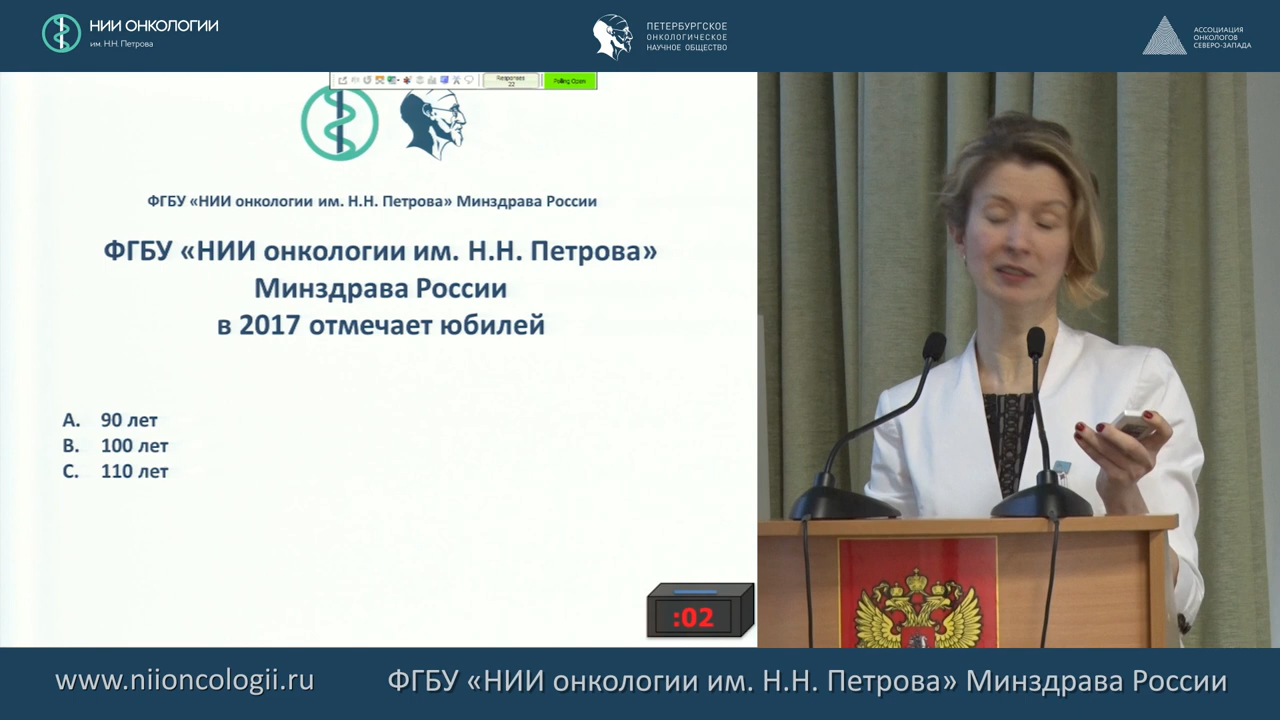 НИИ ОНКОЛОГИИ
им. Н.Н. Петрова
ПЕТЕРБУРГСКОЕ
ОНКОЛОГИЧЕСКОЕ
НАУЧНОЕ ОБЩЕСТВО
АССОЦИАЦИЯ
ОНКОЛОГОВ
СЕВЕРО-ЗАПАДА
Responses
22
Polling Open
ФГБУ «НИИ онкологии им. Н.Н. Петрова» Минздрава России
ФГБУ «НИИ онкологии им. Н.Н. Петрова»
Минздрава России
в 2017 отмечает юбилей
A. 90 лет
B. 100 лет
C. 110 лет
:02
www.niioncologii.ru
ФГБУ «НИИ онкологии им. Н.Н. Петрова» Минздрава России